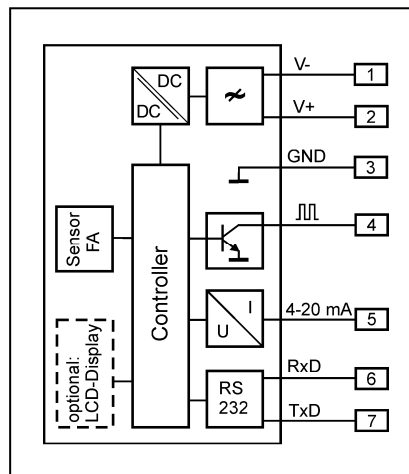 DC
DC
V-
1
V+
2
GND
3
Sensor
FA
Controller
4
U
I
4-20 mA
5
optional:
LCD-Display
RS
232
RxD
6
TxD
7